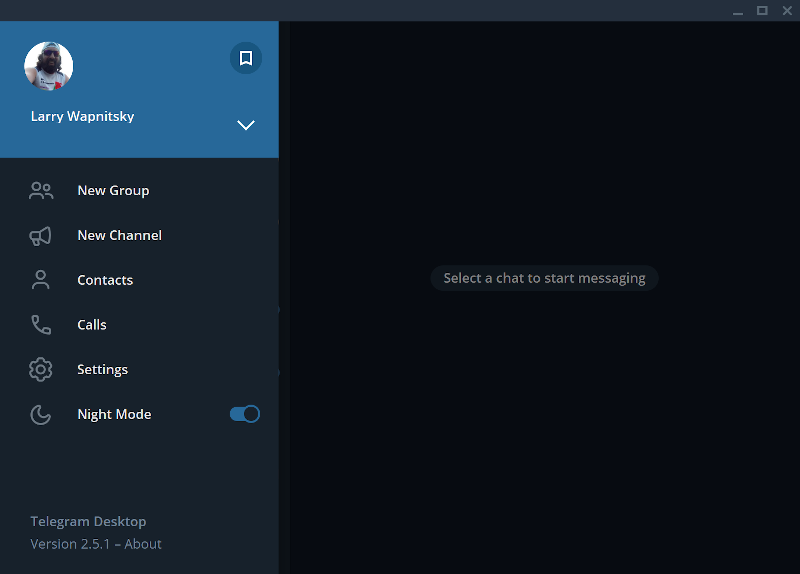 Larry Wapnitsky
New Group
New Channel
Contacts
Calls
Settings
Night Mode
Select a chat to start messaging
Telegram Desktop
Version 2.5.1 – About